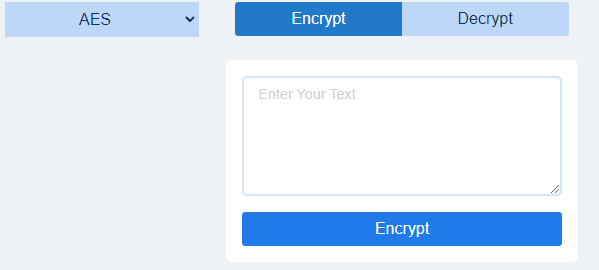 AES
Encrypt
Decrypt
Enter Your Text
Encrypt